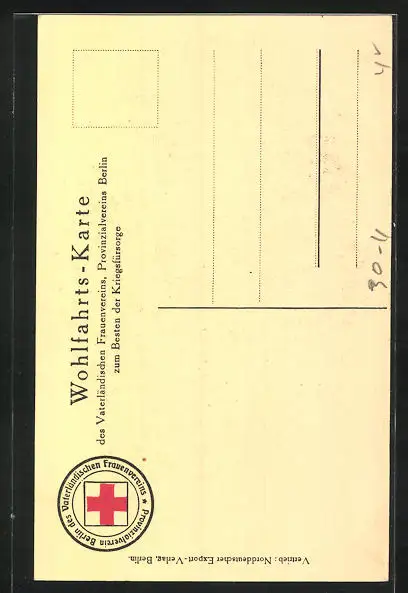 Wohlfahrts-Karte
des Vaterländischen Frauenvereins, Provinzialvereins Berlin
zum Besten der Kriegsfürsorge
Provinzialverein Berlin des Vaterländischen Frauenvereins ★
Vertrieb: Norddeutscher Export-Verlag, Berlin.
30-11